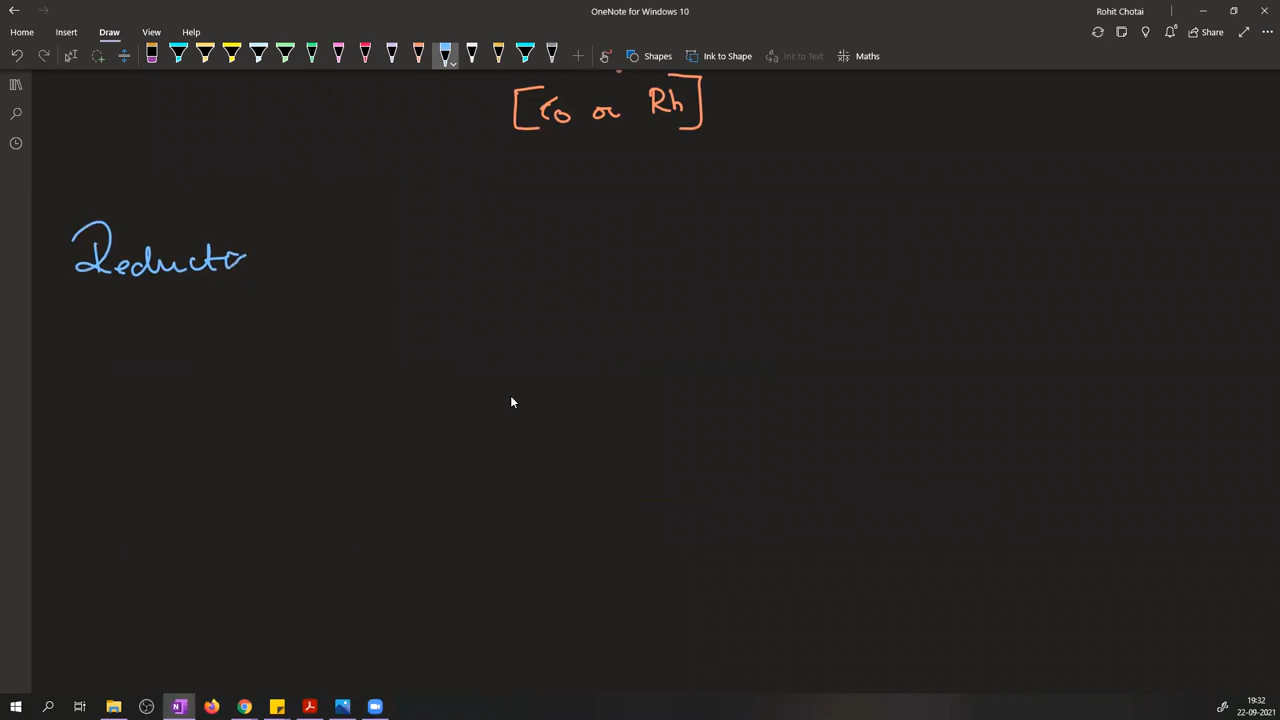 OneNote for Windows 10
Rohit Chotai
Home Insert Draw View Help
Share
Shapes Ink to Shape Ink to Text Maths
[Co or Rh]
Reducto
19:32
22-09-2021